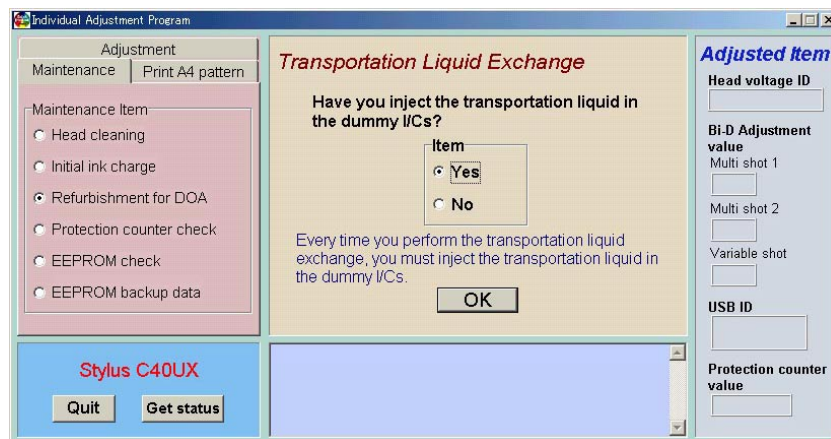 Individual Adjustment Program
Adjustment
Maintenance
Print A4 pattern
Maintenance Item
Head cleaning
Initial ink charge
Refurbishment for DOA
Protection counter check
EEPROM check
EEPROM backup data
Stylus C40UX
Quit
Get status
Transportation Liquid Exchange
Have you inject the transportation liquid in
the dummy I/Cs?
Item
Yes
No
Every time you perform the transportation liquid
exchange, you must inject the transportation liquid in
the dummy I/Cs.
OK
Adjusted Item
Head voltage ID
Bi-D Adjustment
value
Multi shot 1
Multi shot 2
Variable shot
USB ID
Protection counter
value